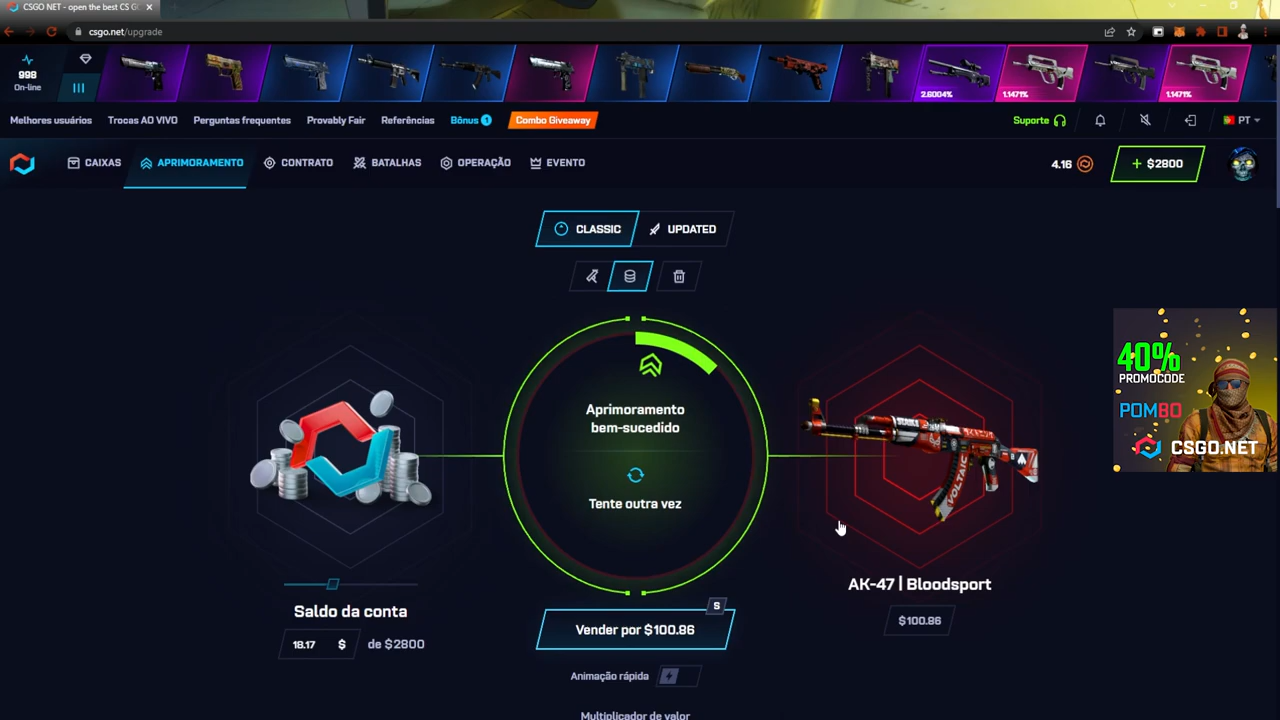 CSGO NET - open the best CS G
csgo.net/upgrade
998
On-line
2.6004%
1.1471%
1.1471%
Melhores usuários
Trocas AO VIVO
Perguntas frequentes
Provably Fair
Referências
Bônus 1
Combo Giveaway
Suporte
PT
CAIXAS
APRIMORAMENTO
CONTRATO
BATALHAS
OPERAÇÃO
EVENTO
4.16
+ $2800
CLASSIC
UPDATED
Aprimoramento
bem-sucedido
Tente outra vez
VOLTAIC
40%
PROMOCODE
POMBO
CSGO.NET
AK-47 | Bloodsport
$100.86
Saldo da conta
18.17 $ de $2800
S
Vender por $100.86
Animação rápida
Multiplicador de valor